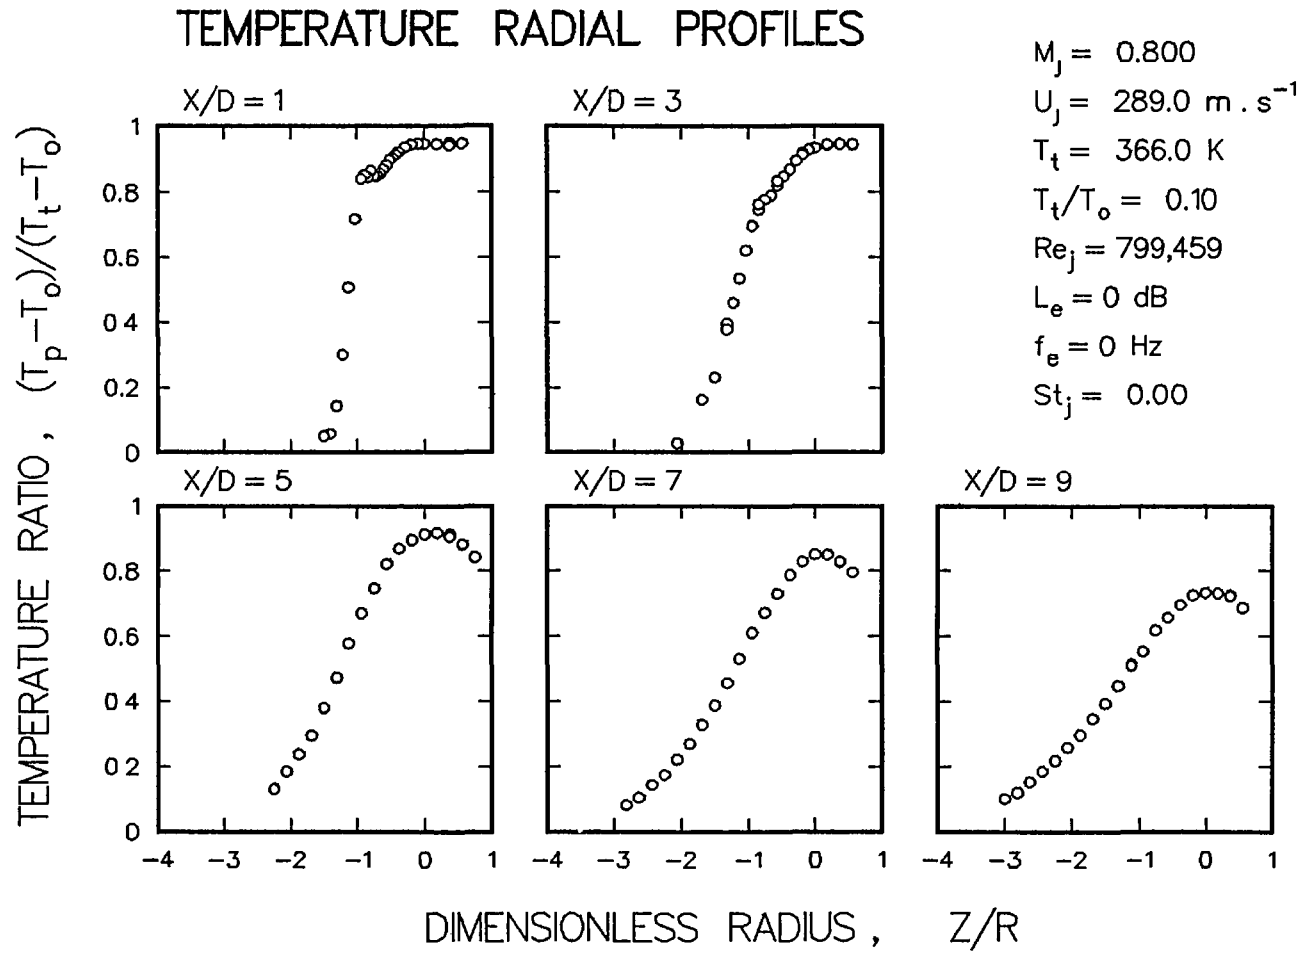 TEMPERATURE RADIAL PROFILES
M_j = 0.800
U_j = 289.0 m . s⁻¹
T_t = 366.0 K
T_t/T_o = 0.10
Re_j = 799,459
L_e = 0 dB
f_e = 0 Hz
St_j = 0.00
TEMPERATURE RATIO , (T_p–T_o)/(T_t–T_o)
X/D = 1
X/D = 3
1
0.8
0.6
0 4
0.2
0
X/D = 5
X/D = 7
X/D = 9
1
0.8
0.6
0 4
0 2
0
−4 −3 −2 −1 0 1
−4 −3 −2 −1 0 1
−4 −3 −2 −1 0 1
DIMENSIONLESS RADIUS , Z/R